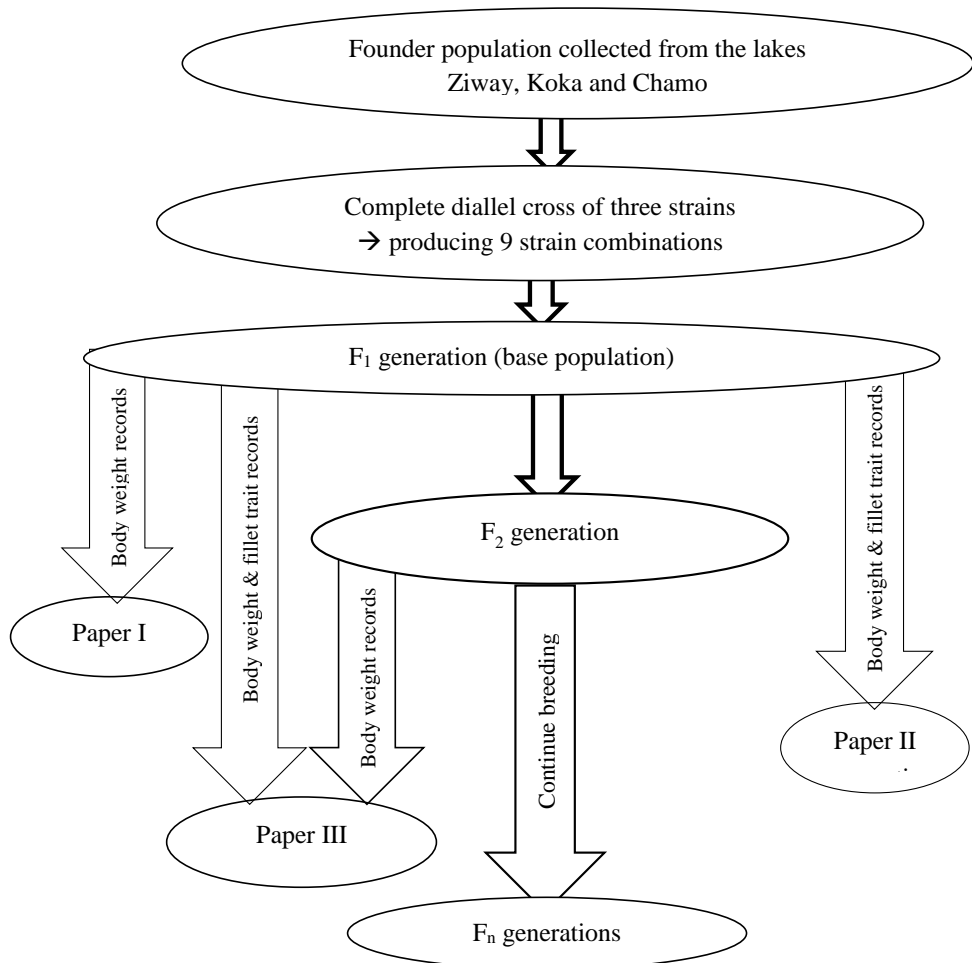 Founder population collected from the lakes
Ziway, Koka and Chamo
Complete diallel cross of three strains
→ producing 9 strain combinations
F₁ generation (base population)
Body weight records
Body weight & fillet trait records
Body weight & fillet trait records
F₂ generation
Body weight records
Continue breeding
Paper I
Paper II
Paper III
Fₙ generations